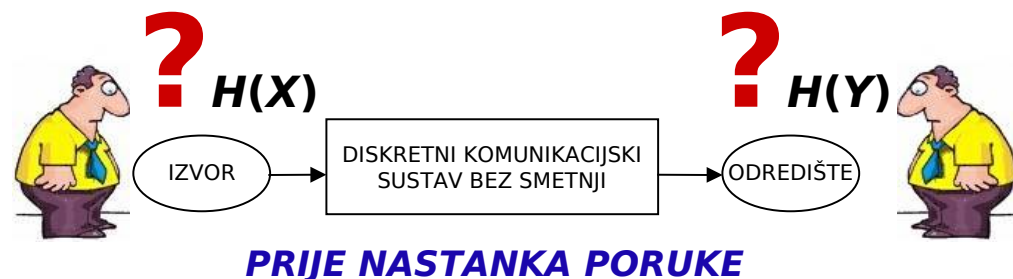 ? H(X)
? H(Y)
IZVOR
DISKRETNI KOMUNIKACIJSKI
SUSTAV BEZ SMETNJI
ODREDIŠTE
PRIJE NASTANKA PORUKE